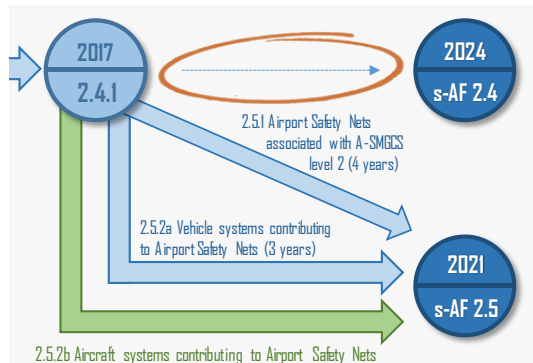 2017
2.4.1
2024
s-AF 2.4
2.5.1 Airport Safety Nets
associated with A-SMGCS
level 2 (4 years)
2.5.2a Vehicle systems contributing
to Airport Safety Nets (3 years)
2021
s-AF 2.5
2.5.2b Aircraft systems contributing to Airport Safety Nets